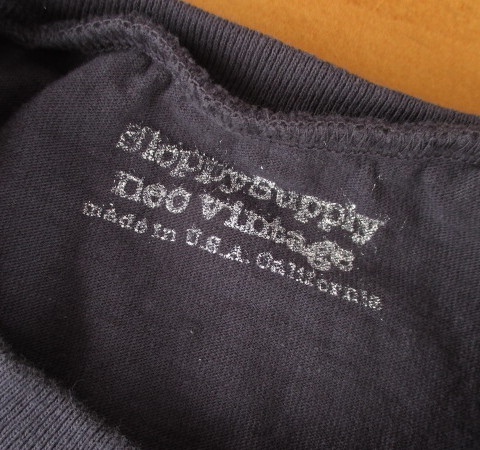 SloppySupply
neo vintage
made in U.S.A. California